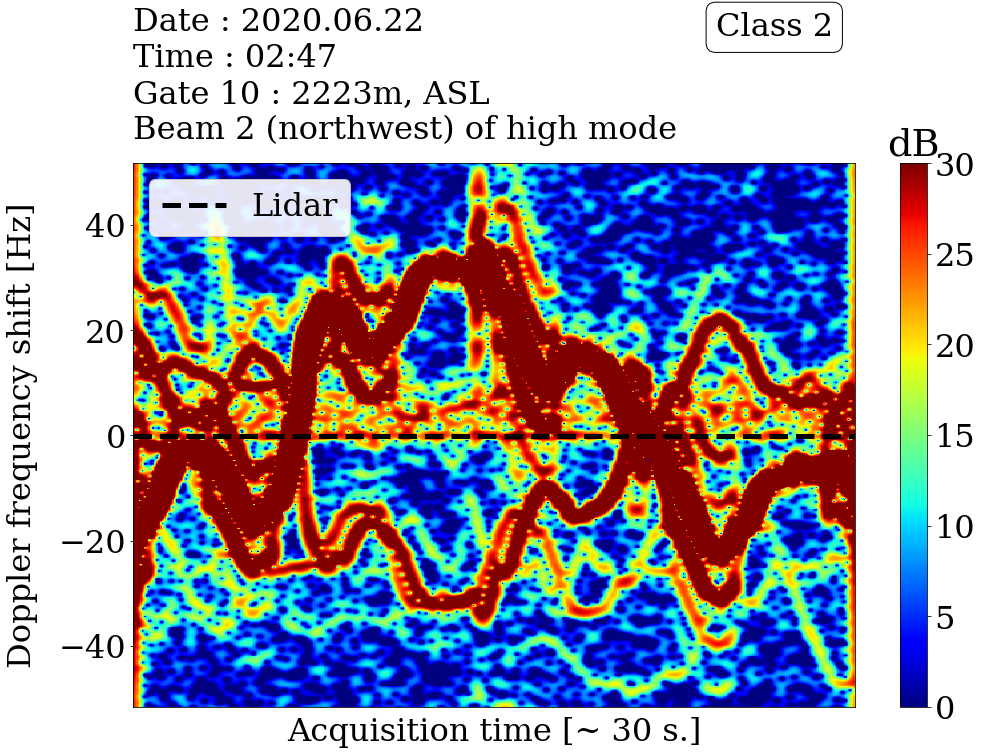 Date : 2020.06.22
Time : 02:47
Gate 10 : 2223m, ASL
Beam 2 (northwest) of high mode
Class 2
dB
Lidar
Doppler frequency shift [Hz]
40
20
0
−20
−40
30
25
20
15
10
5
0
Acquisition time [~ 30 s.]